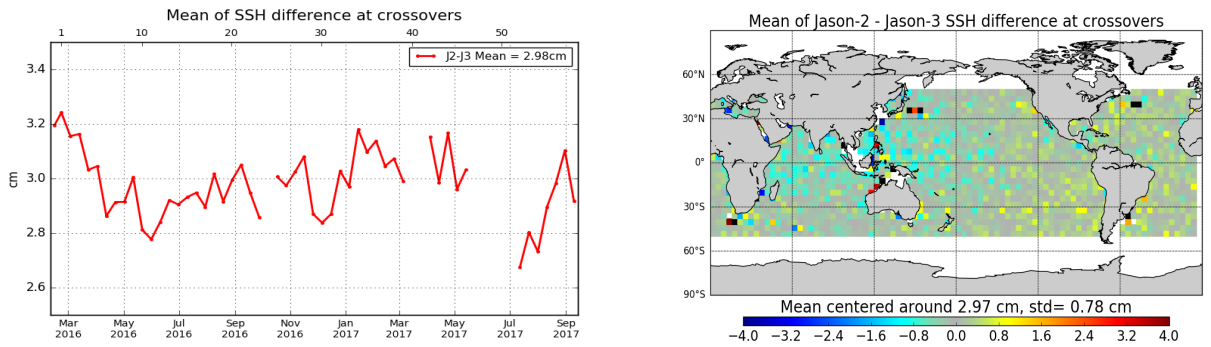 Mean of SSH difference at crossovers
1 10 20 30 40 50
J2-J3 Mean = 2.98cm
3.4
3.2
3.0
2.8
2.6
cm
Mar May Jul Sep Nov Jan Mar May Jul Sep
2016 2016 2016 2016 2016 2017 2017 2017 2017 2017
Mean of Jason-2 - Jason-3 SSH difference at crossovers
60°N
30°N
0°
30°S
60°S
90°S
Mean centered around 2.97 cm, std= 0.78 cm
−4.0 −3.2 −2.4 −1.6 −0.8 0.0 0.8 1.6 2.4 3.2 4.0